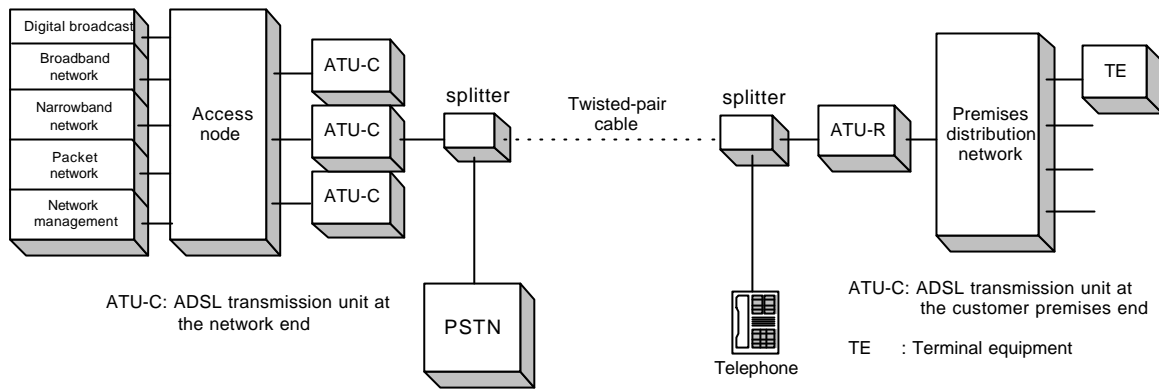 Digital broadcast
Broadband
network
Narrowband
network
Packet
network
Network
management
Access
node
ATU-C
ATU-C
ATU-C
splitter
Twisted-pair
cable
splitter
ATU-R
Premises
distribution
network
TE
PSTN
Telephone
ATU-C: ADSL transmission unit at
the network end
ATU-C: ADSL transmission unit at
the customer premises end
TE : Terminal equipment